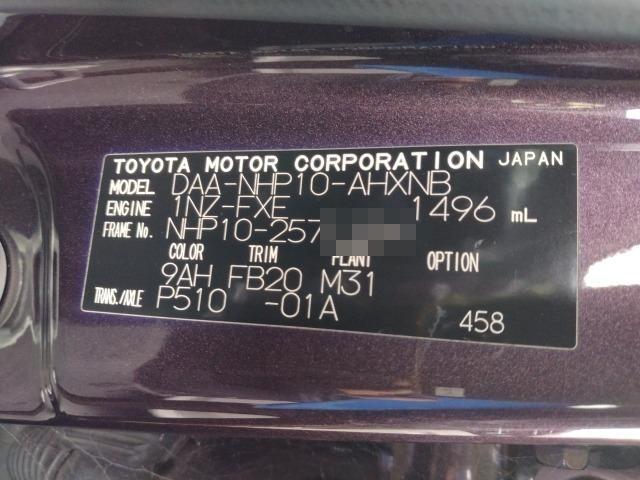 TOYOTA MOTOR CORPORATION JAPAN
MODEL DAA-NHP10-AHXNB
ENGINE 1NZ-FXE 1496 mL
FRAME No. NHP10-257
COLOR TRIM PLANT OPTION
9AH FB20 M31
TRANS./AXLE P510 -01A
458